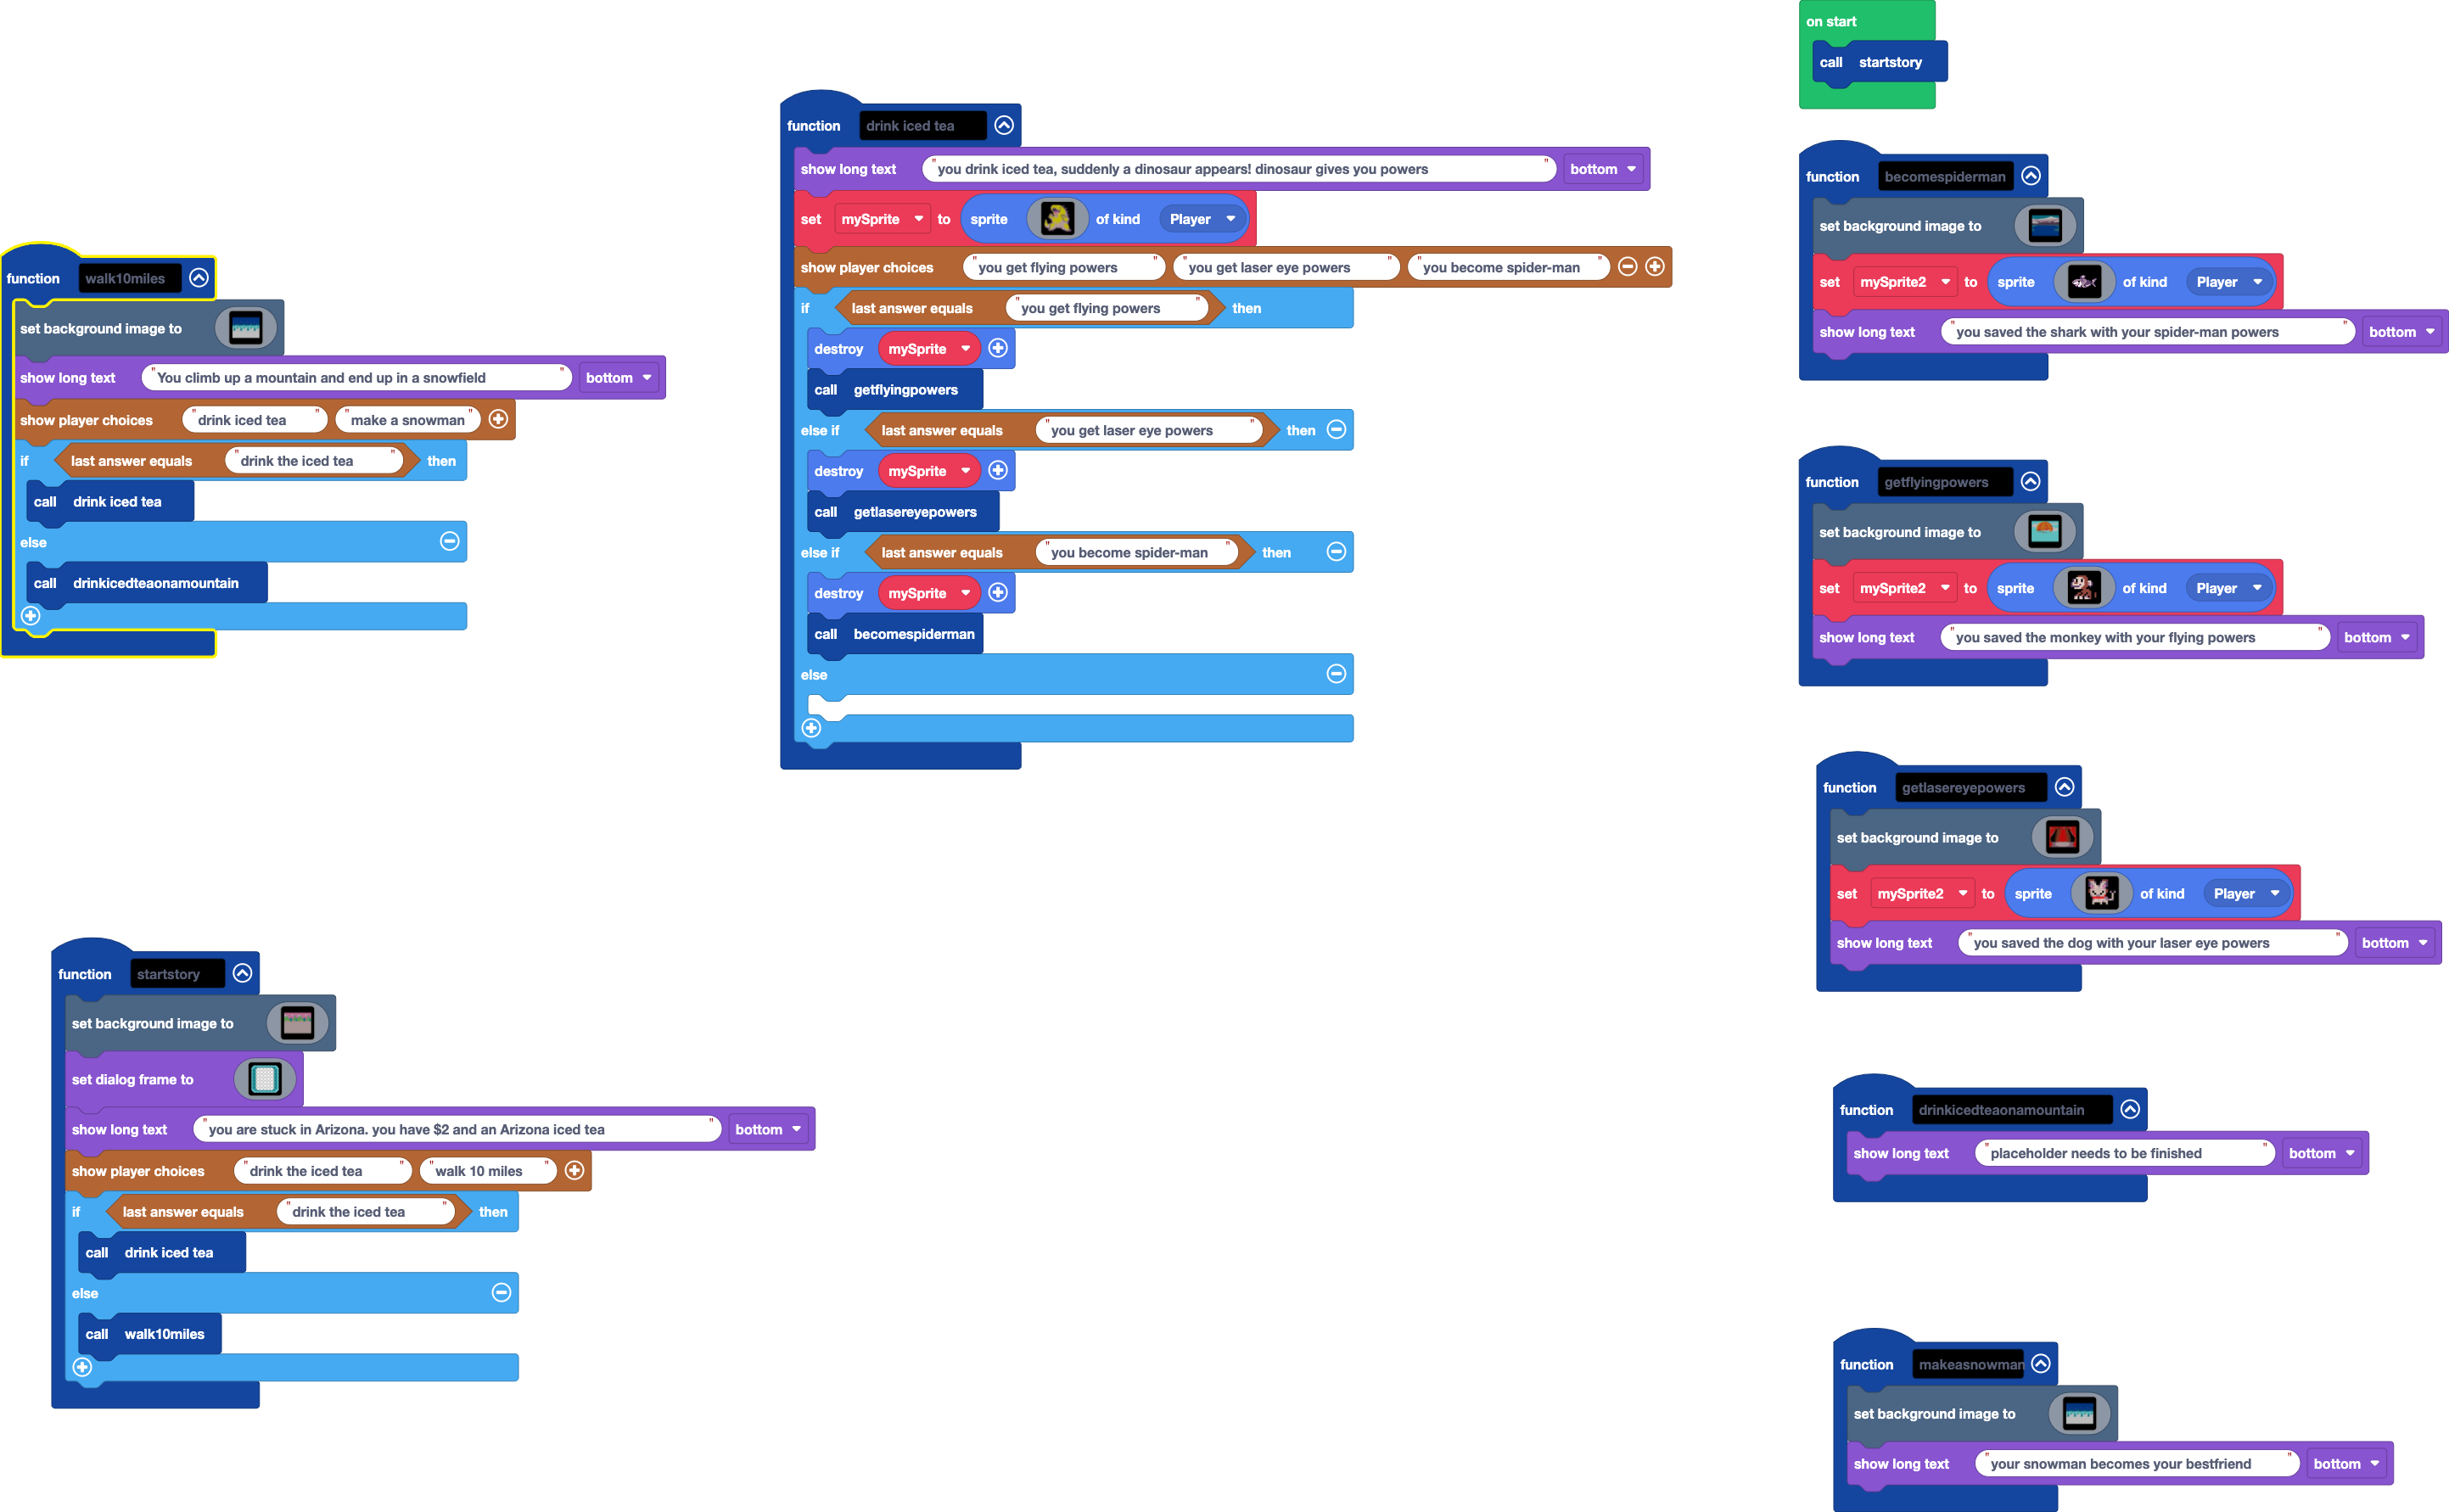 on start
call startstory
function drink iced tea
show long text "you drink iced tea, suddenly a dinosaur appears! dinosaur gives you powers" bottom
set mySprite to sprite of kind Player
show player choices "you get flying powers" "you get laser eye powers" "you become spider-man"
if last answer equals "you get flying powers" then
destroy mySprite
call getflyingpowers
else if last answer equals "you get laser eye powers" then
destroy mySprite
call getlasereyepowers
else if last answer equals "you become spider-man" then
destroy mySprite
call becomespiderman
else
function walk10miles
set background image to
show long text "You climb up a mountain and end up in a snowfield" bottom
show player choices "drink iced tea" "make a snowman"
if last answer equals "drink the iced tea" then
call drink iced tea
else
call drinkicedteaonamountain
function startstory
set background image to
set dialog frame to
show long text "you are stuck in Arizona. you have $2 and an Arizona iced tea" bottom
show player choices "drink the iced tea" "walk 10 miles"
if last answer equals "drink the iced tea" then
call drink iced tea
else
call walk10miles
function becomespiderman
set background image to
set mySprite2 to sprite of kind Player
show long text "you saved the shark with your spider-man powers" bottom
function getflyingpowers
set background image to
set mySprite2 to sprite of kind Player
show long text "you saved the monkey with your flying powers" bottom
function getlasereyepowers
set background image to
set mySprite2 to sprite of kind Player
show long text "you saved the dog with your laser eye powers" bottom
function drinkicedteaonamountain
show long text "placeholder needs to be finished" bottom
function makeasnowman
set background image to
show long text "your snowman becomes your bestfriend" bottom